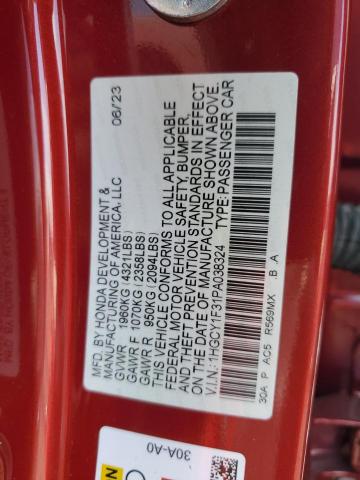 MFD. BY HONDA DEVELOPMENT & 06/23
MANUFACTURING OF AMERICA, LLC
GVWR 1960KG (4321LBS)
GAWR F 1070KG (2358LBS)
GAWR R 950KG (2094LBS)
THIS VEHICLE CONFORMS TO ALL APPLICABLE
FEDERAL MOTOR VEHICLE SAFETY, BUMPER,
AND THEFT PREVENTION STANDARDS IN EFFECT
ON THE DATE OF MANUFACTURE SHOWN ABOVE.
V.I.N.: 1HGCY1F31PA038324 TYPE: PASSENGER CAR
30A P AC5 R569MX B A
30A-A0